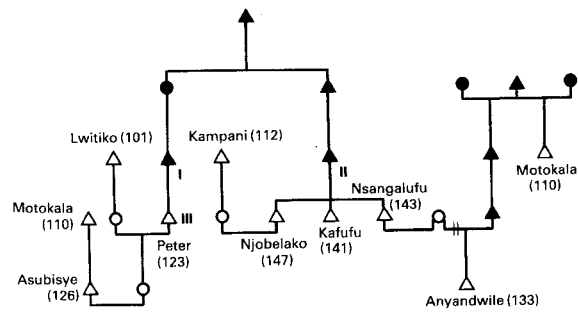 Lwitiko (101)
Kampani (112)
I
II
Motokala
(110)
Nsangalufu
(143)
Motokala
(110)
III
Peter
(123)
Njobelako
(147)
Kafufu
(141)
Asubisye
(126)
Anyandwile (133)